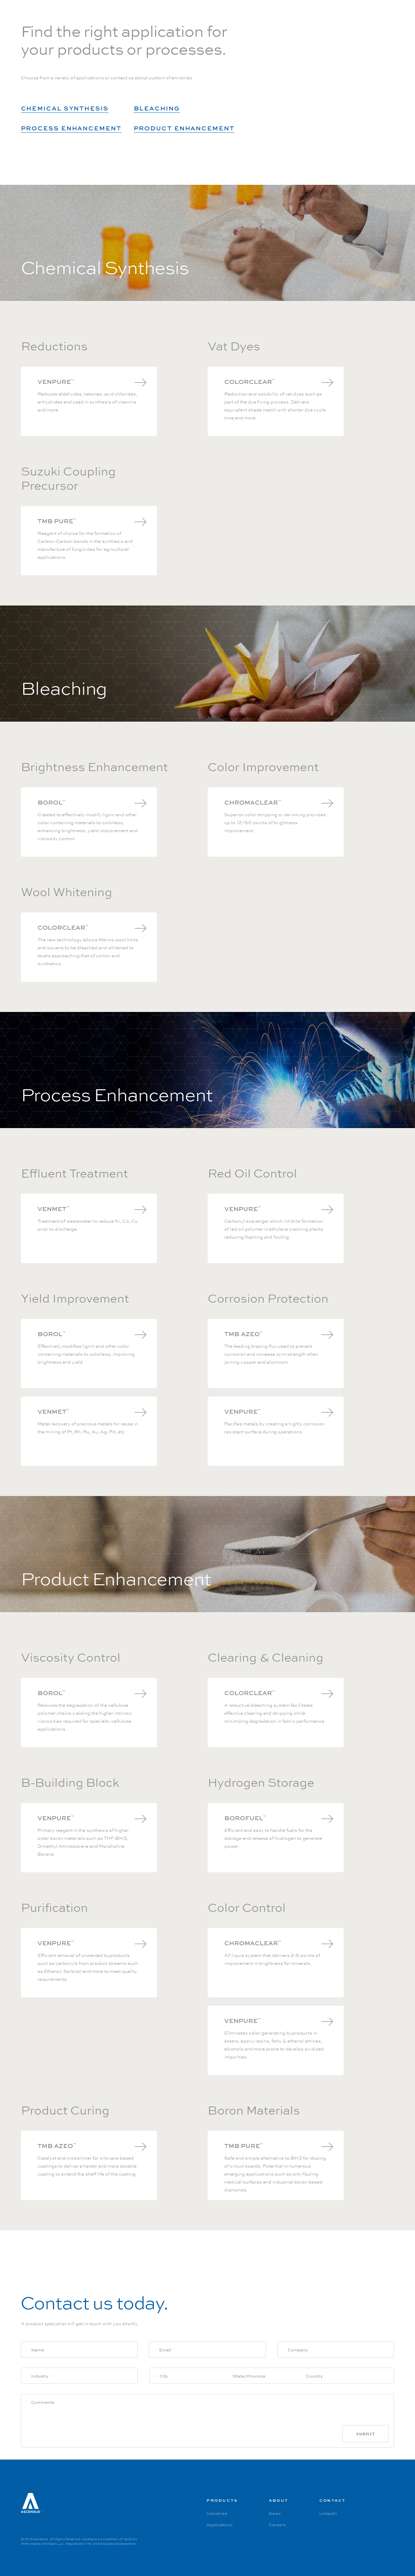 Find the right application for
your products or processes.
Choose from a variety of applications or contact us about custom chemistries.
CHEMICAL SYNTHESIS
BLEACHING
PROCESS ENHANCEMENT
PRODUCT ENHANCEMENT
Chemical Synthesis
Reductions
VENPURE™
Reduces aldehydes, ketones, acid chlorides,
anhydrides and used in synthesis of vitamins
and more.
Vat Dyes
COLORCLEAR™
Reduction and solubility of vat dyes such as
part of the dye fixing process. Delivers
equivalent shade match with shorter dye cycle
time and more.
Suzuki Coupling
Precursor
TMB PURE™
Reagent of choice for the formation of
Carbon-Carbon bonds in the synthesis and
manufacture of fungicides for agricultural
applications.
Bleaching
Brightness Enhancement
BOROL™
Created to effectively modify lignin and other
color containing materials to colorless,
enhancing brightness, yield improvement and
viscosity control.
Color Improvement
CHROMACLEAR™
Superior color stripping or de-inking provides
up to 12 ISO points of brightness
improvement.
Wool Whitening
COLORCLEAR™
The new technology allows Merino wool knits
and wovens to be bleached and whitened to
levels approaching that of cotton and
synthetics.
Process Enhancement
Effluent Treatment
VENMET™
Treatment of wastewater to reduce Ni, Co, Cu
prior to discharge.
Red Oil Control
VENPURE™
Carbonyl scavenger which inhibits formation
of red oil polymer in ethylene cracking plants
reducing foaming and fouling.
Yield Improvement
BOROL™
Effectively modifies lignin and other color
containing materials to colorless, improving
brightness and yield.
VENMET™
Metal recovery of precious metals for reuse in
the mining of Pt, Rh, Ru, Au, Ag, Pd, etc.
Corrosion Protection
TMB AZEO™
The leading brazing flux used to prevent
corrosion and increase joint strength when
joining copper and aluminum.
VENPURE™
Passivates metals by creating a highly corrosion
resistant surface during operations.
Product Enhancement
Viscosity Control
BOROL™
Reduces the degradation of the cellulose
polymer chains yielding the higher intrinsic
viscosities required for specialty cellulose
applications.
Clearing & Cleaning
COLORCLEAR™
A reductive bleaching system facilitates
effective clearing and stripping while
minimizing degradation in fabric performance.
B-Building Block
VENPURE™
Primary reagent in the synthesis of higher
order boron materials such as THF-BH3,
Dimethyl Aminoborane and Morpholine
Borane.
Hydrogen Storage
BOROFUEL™
Efficient and easy to handle fuels for the
storage and release of hydrogen to generate
power.
Purification
VENPURE™
Efficient removal of unwanted byproducts
such as carbonyls from product streams such
as Ethanol, Sorbitol and more to meet quality
requirements.
Color Control
CHROMACLEAR™
All liquid system that delivers 2-8 points of
improvement in brightness for minerals.
VENPURE™
Eliminates color generating byproducts in
esters, epoxy resins, fatty & ethanol amines,
alcohols and more prone to develop oxidized
impurities.
Product Curing
TMB AZEO™
Catalyst and crosslinker for siloxane based
coatings to deliver a harder and more durable
coating to extend the shelf life of the coating.
Boron Materials
TMB PURE™
Safe and simple alternative to BH3 for dosing
of circuit boards. Potential in numerous
emerging applications such as anti-fouling
medical surfaces and industrial boron based
diamonds.
Contact us today.
A product specialist will get in touch with you shortly.
Name
Email
Company
Industry
City
State/Province
Country
Comments
SUBMIT
ASCENSUS
PRODUCTS
ABOUT
CONTACT
Industries
News
LinkedIn
Applications
Careers